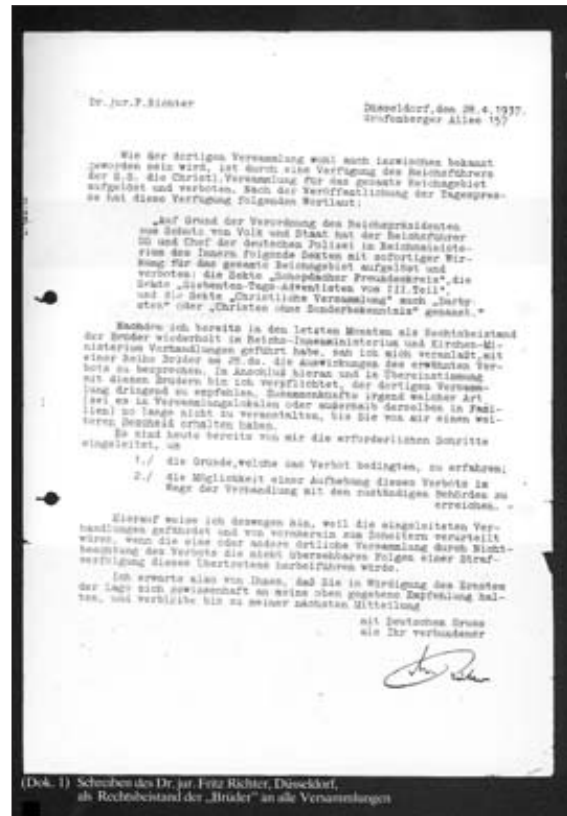 Dr.jur.F.Richter
Düsseldorf,den 28.4.1937.
Grafenberger Allee 157
Wie der dortigen Versammlung wohl auch inzwischen bekannt
geworden sein wird, ist durch eine Verfügung des Reichsführers
der S.S. die Christl.Versammlung für das gesamte Reichsgebiet
aufgelöst und verboten. Nach der Veröffentlichung der Tagespres-
se hat diese Verfügung folgenden Wortlaut:
„Auf Grund der Verordnung des Reichspräsidenten
zum Schutz von Volk und Staat hat der Reichsführer
SS und Chef der deutschen Polizei im Reichsministe-
rium des Innern folgende Sekten mit sofortiger Wir-
kung für das gesamte Reichsgebiet aufgelöst und
verboten: die Sekte „Schopdacher Freundeskreis",die
Sekte „Siebenten-Tags-Adventisten vom III.Teil",
und die Sekte „Christliche Versammlung" auch „Darby-
sten" oder „Christen ohne Sonderbekenntnis" genannt."
Nachdem ich bereits in den letzten Monaten als Rechtsbeistand
der Brüder wiederholt im Reichs-Innenministerium und Kirchen-Mi-
nisterium Verhandlungen geführt habe, sah ich mich veranlaßt,mit
einer Reihe Brüder am 28.ds. die Auswirkungen des erwähnten Ver-
bots zu besprechen. Im Anschluß hieran und in Übereinstimmung
mit diesen Brüdern bin ich verpflichtet, der dortigen Versamm-
lung dringend zu empfehlen, Zusammenkünfte irgend welcher Art
(sei es in Versammlungslokalen oder außerhalb derselben in Fami-
lien) so lange nicht zu veranstalten, bis Sie von mir einen wei-
teren Bescheid erhalten haben.
Es sind heute bereits von mir die erforderlichen Schritte
eingeleitet, um
1./ die Gründe,welche das Verbot bedingten, zu erfahren;
2./ die Möglichkeit einer Aufhebung dieses Verbots im
Wege der Verhandlung mit den zuständigen Behörden zu
erreichen. -
Hierauf weise ich deswegen hin, weil die eingeleiteten Ver-
handlungen gefährdet und von vornherein zum Scheitern verurteilt
wären, wenn die eine oder andere örtliche Versammlung durch Nicht-
beachtung des Verbots die nicht übersehbaren Folgen einer Straf-
verfolgung dieses Übertretens herbeiführen würde.
Ich erwarte also von Ihnen, daß Sie in Würdigung des Ernstes
der Lage sich gewissenhaft an meine oben gegebene Empfehlung hal-
ten, und verbleibe bis zu meiner nächsten Mitteilung
mit Deutschem Gruss
als Ihr verbundener
(Dok. 1) Schreiben des Dr. jur. Fritz Richter, Düsseldorf,
als Rechtsbeistand der „Brüder" an alle Versammlungen